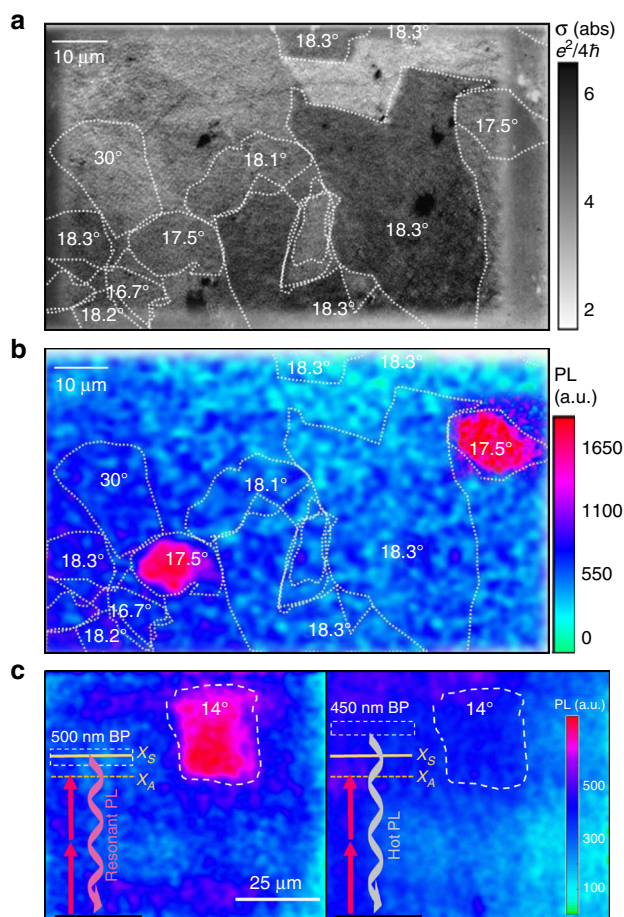 a
18.3°
18.3°
σ (abs)
e²/4ℏ
10 μm
6
17.5°
30°
18.1°
4
18.3°
17.5°
18.3°
16.7°
18.2°
18.3°
2
b
18.3°
18.3°
PL
(a.u.)
10 μm
1650
17.5°
30°
18.1°
1100
18.3°
17.5°
18.3°
550
16.7°
18.2°
18.3°
0
c
14°
450 nm BP
14°
PL (a.u.)
500 nm BP
X_S
X_S
X_A
X_A
500
Resonant PL
Hot PL
300
25 μm
100